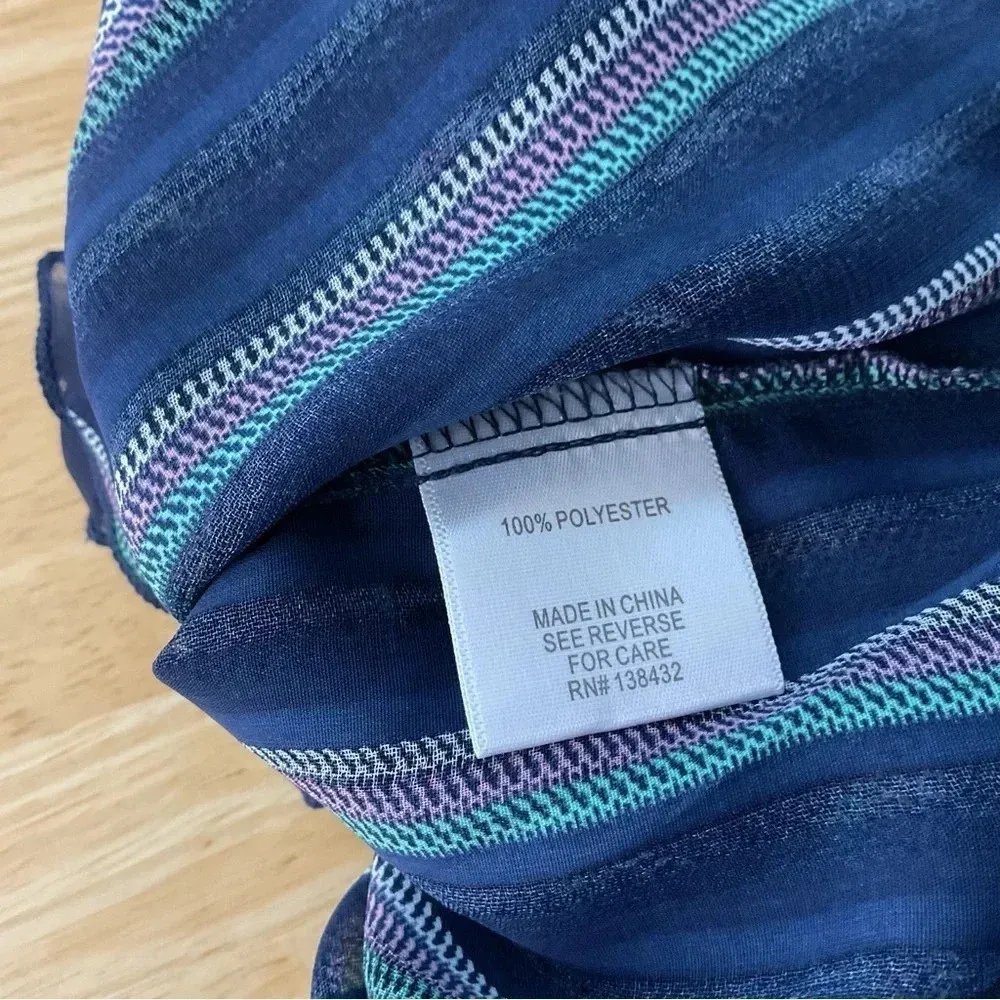 100% POLYESTER
MADE IN CHINA
SEE REVERSE
FOR CARE
RN# 138432